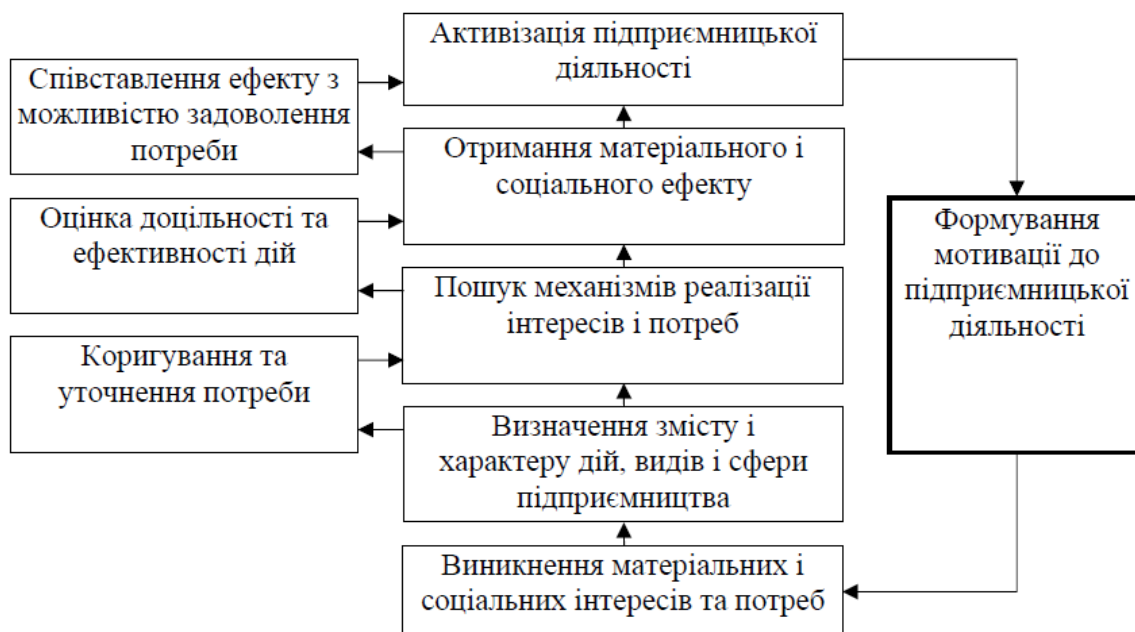 Активізація підприємницької
діяльності
Співставлення ефекту з
можливістю задоволення
потреби
Отримання матеріального і
соціального ефекту
Оцінка доцільності та
ефективності дій
Формування
мотивації до
підприємницької
діяльності
Пошук механізмів реалізації
інтересів і потреб
Коригування та
уточнення потреби
Визначення змісту і
характеру дій, видів і сфери
підприємництва
Виникнення матеріальних і
соціальних інтересів та потреб